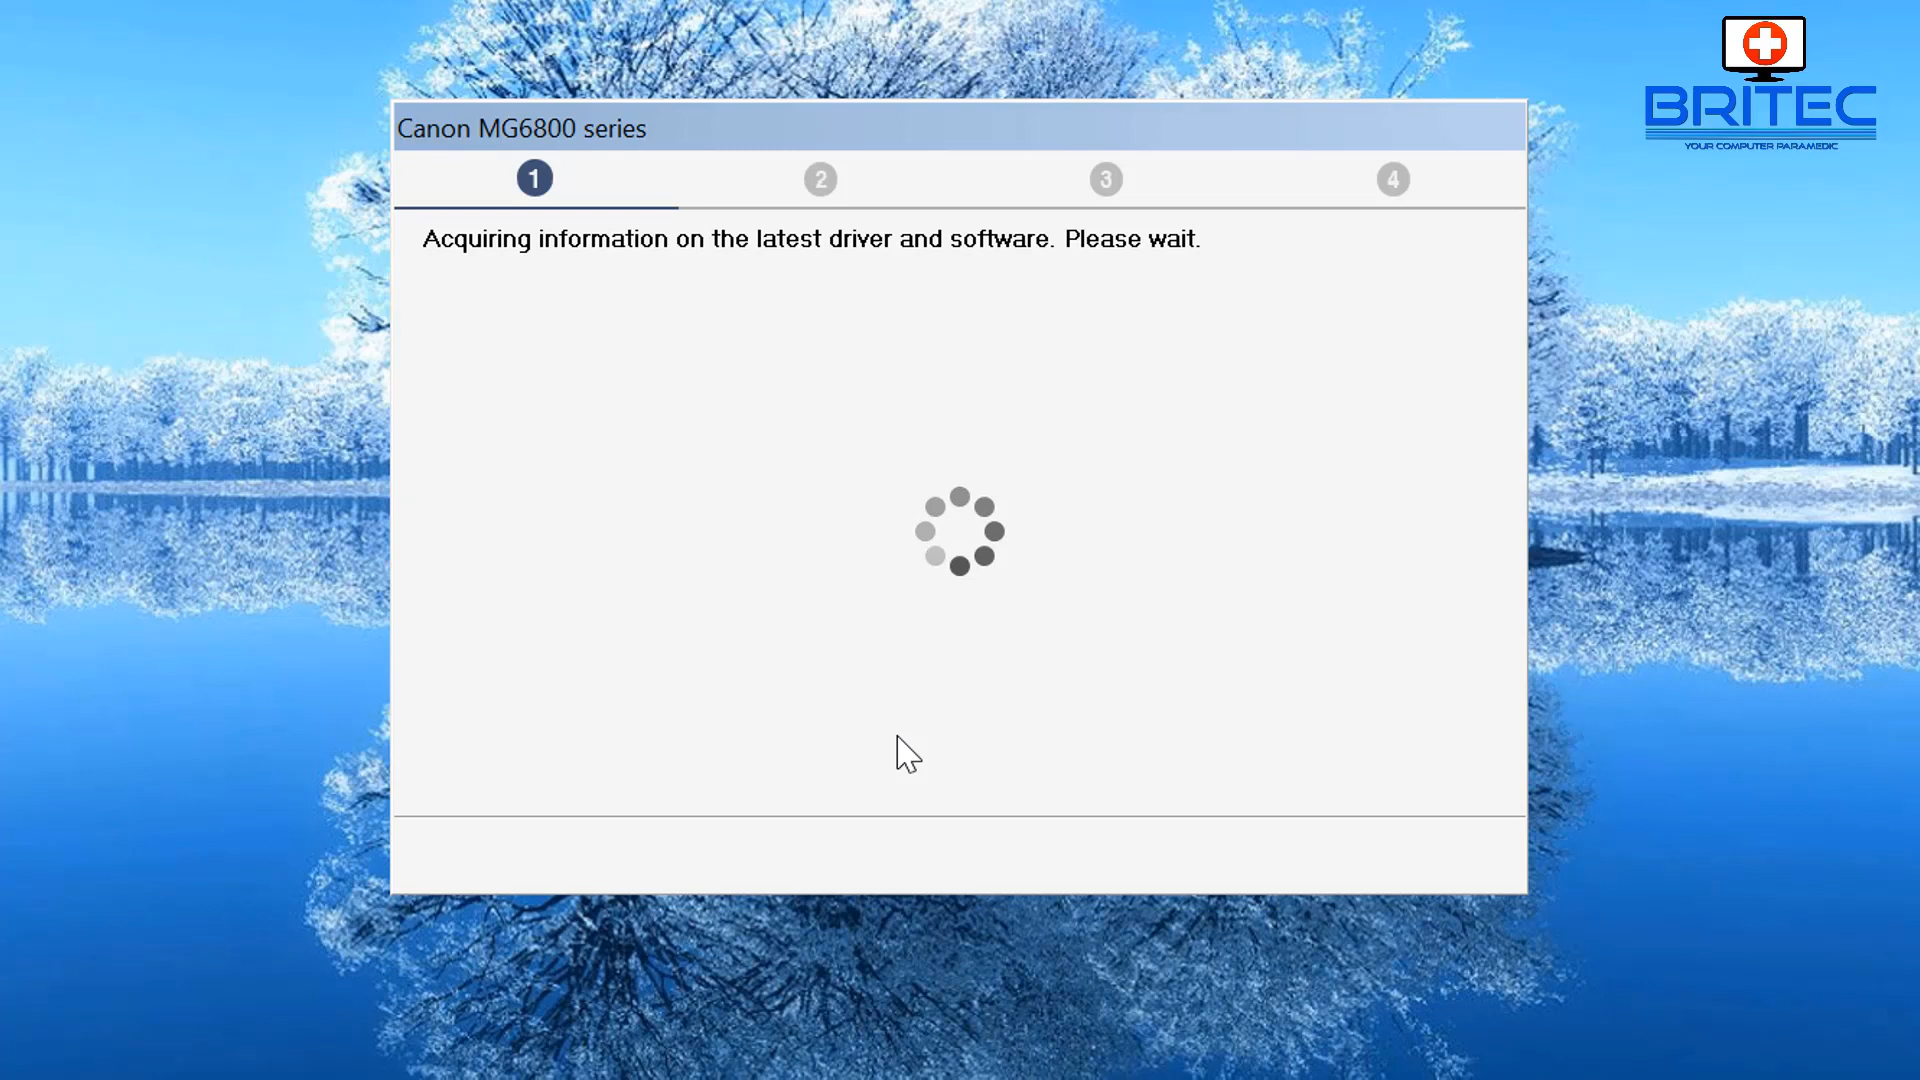 BRITEC
YOUR COMPUTER PARAMEDIC
Canon MG6800 series
1
2
3
4
Acquiring information on the latest driver and software. Please wait.